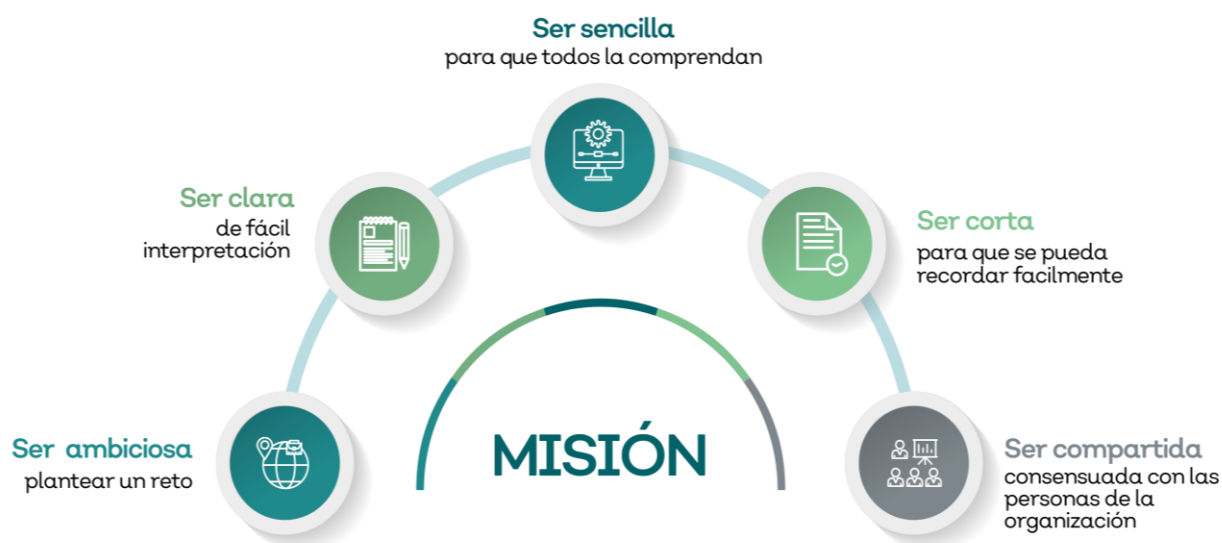 Ser sencilla
para que todos la comprendan
Ser clara
de fácil
interpretación
Ser corta
para que se pueda
recordar facilmente
Ser ambiciosa
plantear un reto
MISIÓN
Ser compartida
consensuada con las
personas de la
organización